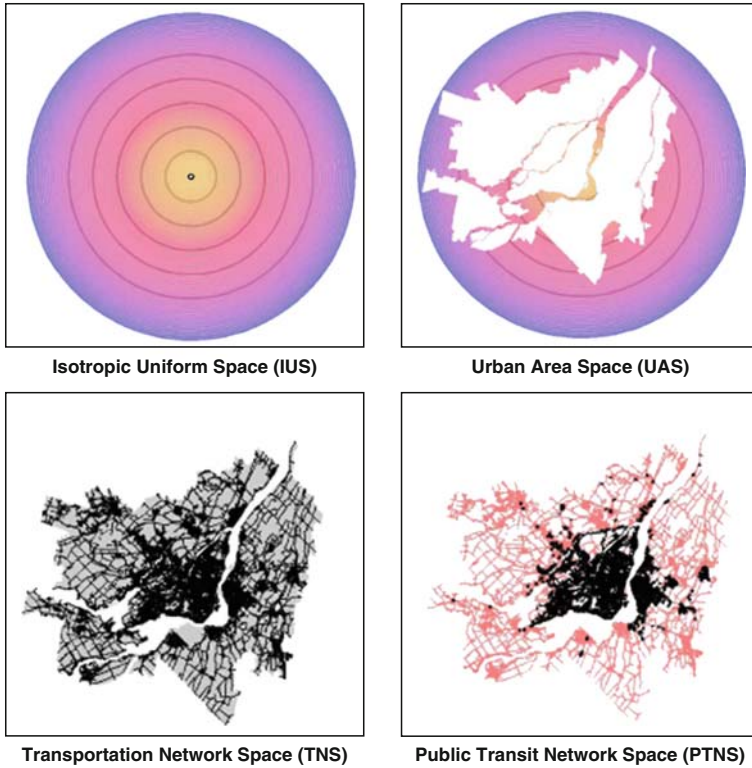 Isotropic Uniform Space (IUS)
Urban Area Space (UAS)
Transportation Network Space (TNS)
Public Transit Network Space (PTNS)